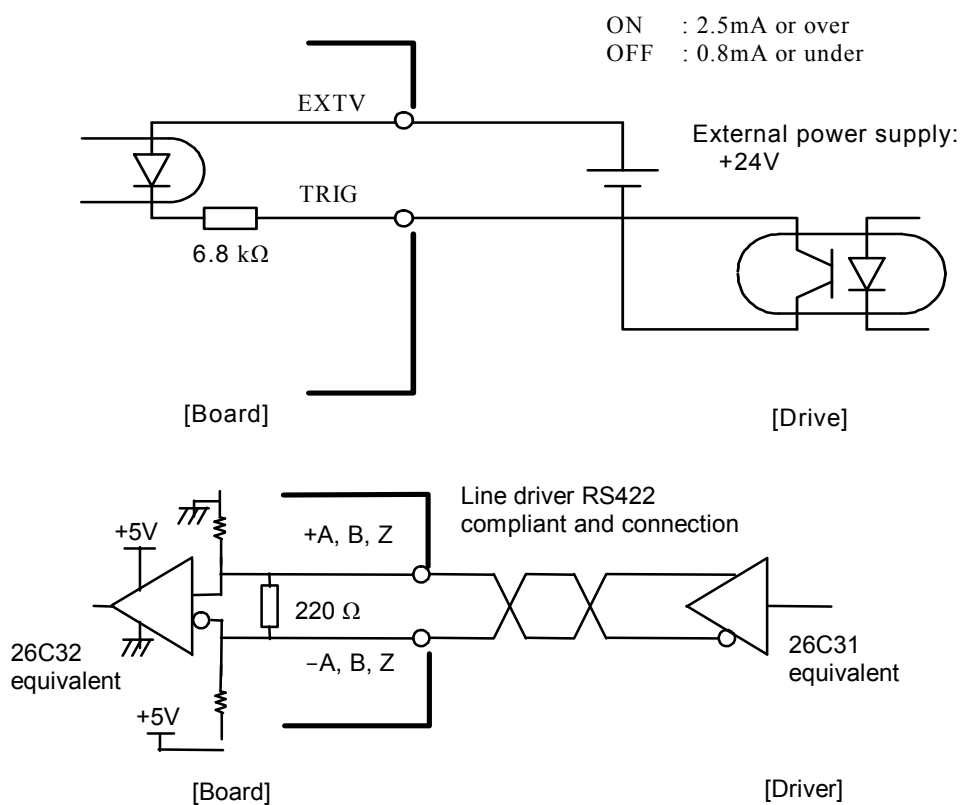 ON : 2.5mA or over
OFF : 0.8mA or under
EXTV
External power supply:
+24V
TRIG
6.8 kΩ
[Board]
[Drive]
Line driver RS422
compliant and connection
+5V
+A, B, Z
220 Ω
26C32
equivalent
−A, B, Z
26C31
equivalent
+5V
[Board]
[Driver]